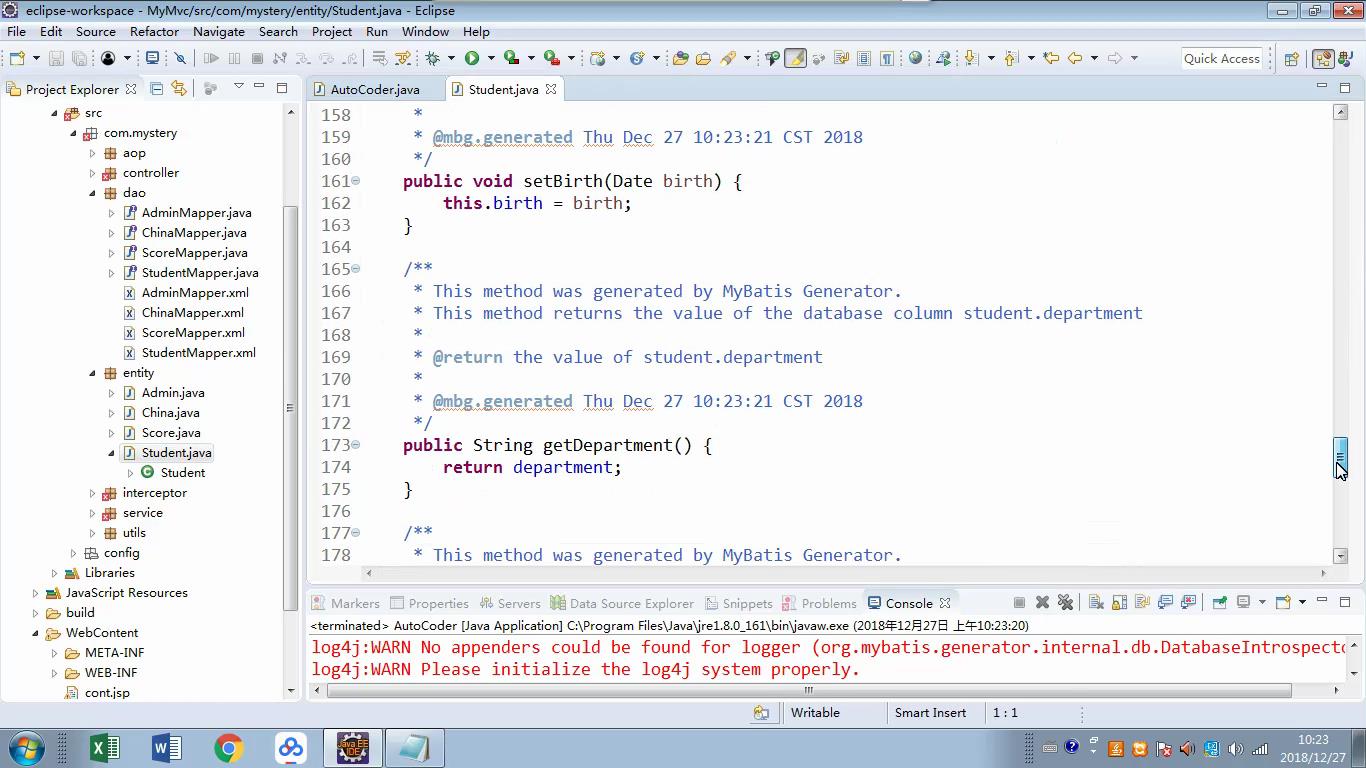 eclipse-workspace - MyMvc/src/com/mystery/entity/Student.java - Eclipse
File Edit Source Refactor Navigate Search Project Run Window Help
Quick Access
Project Explorer
AutoCoder.java
Student.java
src
com.mystery
aop
controller
dao
AdminMapper.java
ChinaMapper.java
ScoreMapper.java
StudentMapper.java
AdminMapper.xml
ChinaMapper.xml
ScoreMapper.xml
StudentMapper.xml
entity
Admin.java
China.java
Score.java
Student.java
Student
interceptor
service
utils
config
Libraries
JavaScript Resources
build
WebContent
META-INF
WEB-INF
cont.jsp
158 *
159 * @mbg.generated Thu Dec 27 10:23:21 CST 2018
160 */
161 public void setBirth(Date birth) {
162 this.birth = birth;
163 }
164
165 /**
166 * This method was generated by MyBatis Generator.
167 * This method returns the value of the database column student.department
168 *
169 * @return the value of student.department
170 *
171 * @mbg.generated Thu Dec 27 10:23:21 CST 2018
172 */
173 public String getDepartment() {
174 return department;
175 }
176
177 /**
178 * This method was generated by MyBatis Generator.
Markers Properties Servers Data Source Explorer Snippets Problems Console
<terminated> AutoCoder [Java Application] C:\Program Files\Java\jre1.8.0_161\bin\javaw.exe (2018年12月27日 上午10:23:20)
log4j:WARN No appenders could be found for logger (org.mybatis.generator.internal.db.DatabaseIntrospecto
log4j:WARN Please initialize the log4j system properly.
Writable Smart Insert 1 : 1
Java EE IDE
10:23
2018/12/27